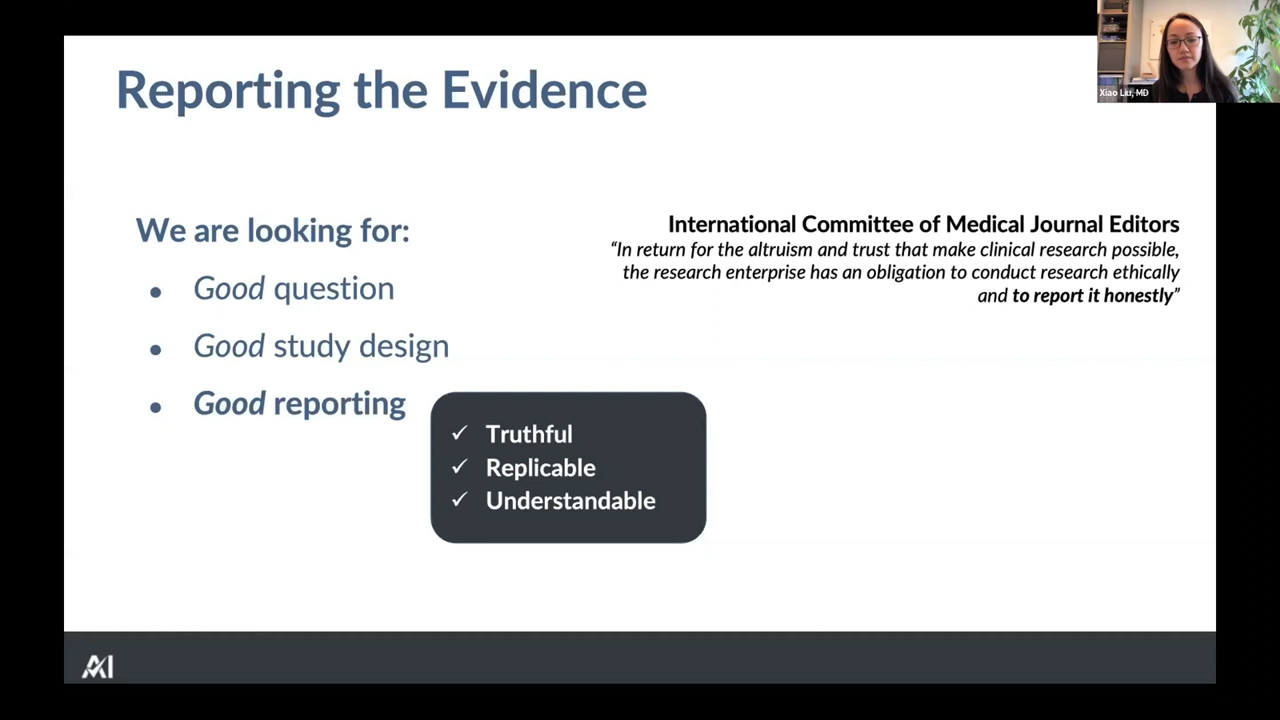 Reporting the Evidence
Xiao Liu, MD
We are looking for:
● Good question
● Good study design
● Good reporting
✓ Truthful
✓ Replicable
✓ Understandable
International Committee of Medical Journal Editors
“In return for the altruism and trust that make clinical research possible,
the research enterprise has an obligation to conduct research ethically
and to report it honestly”
AI